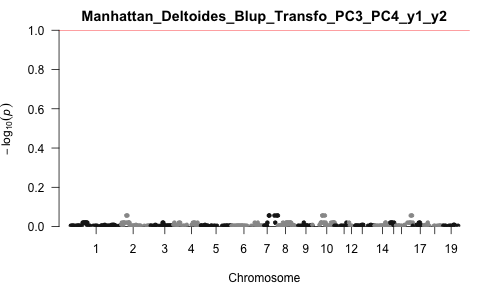 Manhattan_Deltoides_Blup_Transfo_PC3_PC4_y1_y2
1.0
0.8
0.6
0.4
0.2
0.0
− log10(p)
1 2 3 4 5 6 7 8 9 10 12 14 17 19
Chromosome